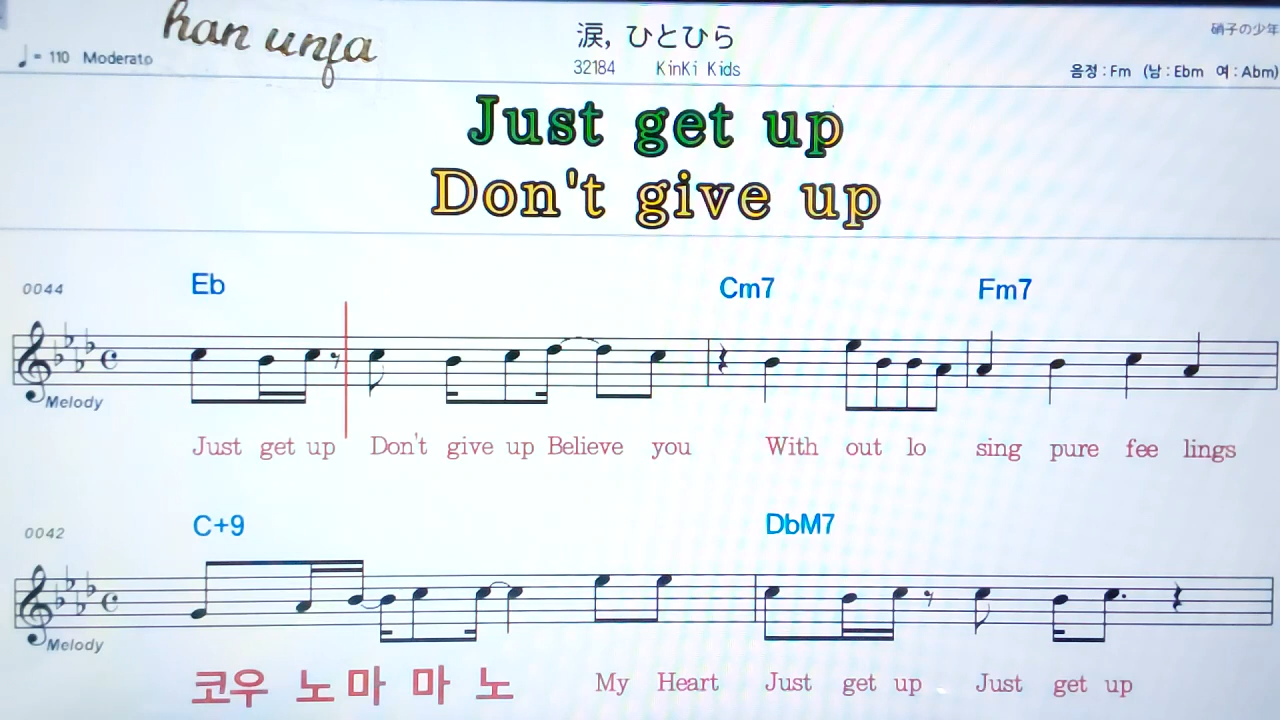 han unfa
涙, ひとひら
硝子の少年
♩= 110 Moderato
32184 KinKi Kids
음정 : Fm (남 : Ebm 여 : Abm)
Just get up
Don't give up
0044 Eb Cm7 Fm7
Melody
Just get up Don't give up Believe you With out lo sing pure fee lings
0042 C+9 DbM7
Melody
코우 노 마 마 노 My Heart Just get up Just get up